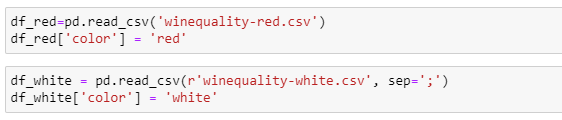 df_red=pd.read_csv('winequality-red.csv')
df_red['color'] = 'red'
df_white = pd.read_csv(r'winequality-white.csv', sep=';')
df_white['color'] = 'white'